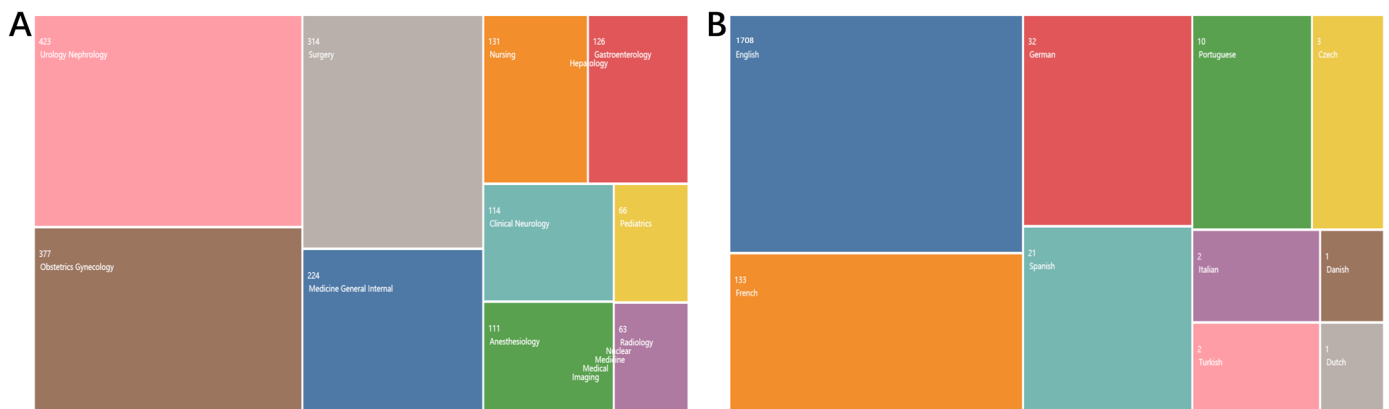 A
423
Urology Nephrology
314
Surgery
131
Nursing
126
Gastroenterology
Hepatology
377
Obstetrics Gynecology
224
Medicine General Internal
114
Clinical Neurology
66
Pediatrics
111
Anesthesiology
63
Radiology
Nuclear
Medicine
Medical
Imaging
B
1708
English
32
German
10
Portuguese
3
Czech
133
French
21
Spanish
2
Italian
1
Danish
2
Turkish
1
Dutch